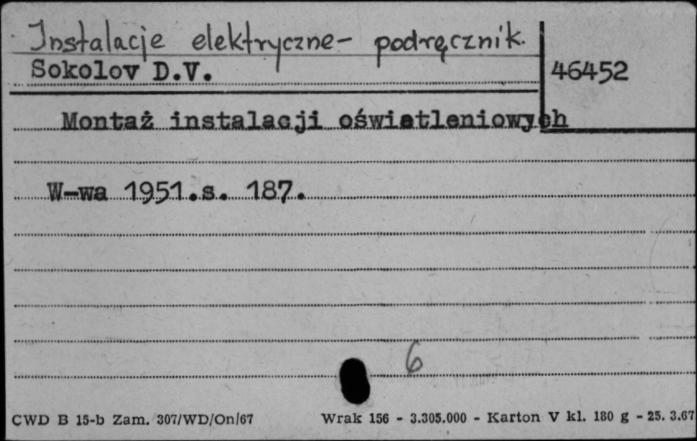 Instalacje elektryczne - podręcznik.
Sokolov D.V.
46452
Montaż instalacji oświetleniowych
W-wa 1951.s. 187.
6
CWD B 15-b Zam. 307/WD/On/67 Wrak 156 - 3.305.000 - Karton V kl. 180 g - 25. 3.67